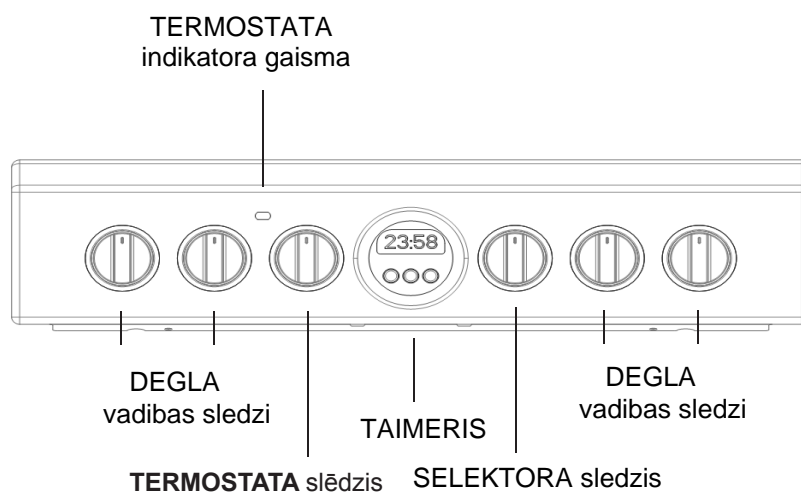 TERMOSTATA
indikatora gaisma
23:58
DEGLA
vadibas sledzi
DEGLA
vadibas sledzi
TAIMERIS
TERMOSTATA slēdzis
SELEKTORA sledzis